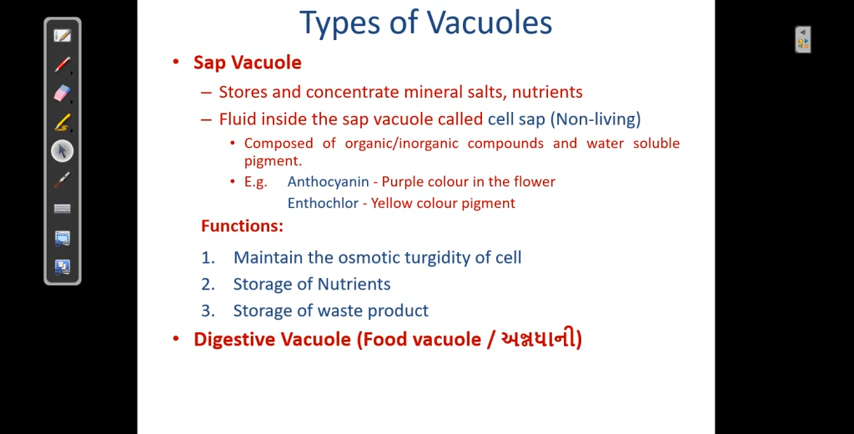 Types of Vacuoles
• Sap Vacuole
– Stores and concentrate mineral salts, nutrients
– Fluid inside the sap vacuole called cell sap (Non-living)
• Composed of organic/inorganic compounds and water soluble
pigment.
• E.g. Anthocyanin - Purple colour in the flower
Enthochlor - Yellow colour pigment
Functions:
1. Maintain the osmotic turgidity of cell
2. Storage of Nutrients
3. Storage of waste product
• Digestive Vacuole (Food vacuole / અન્નધાની)